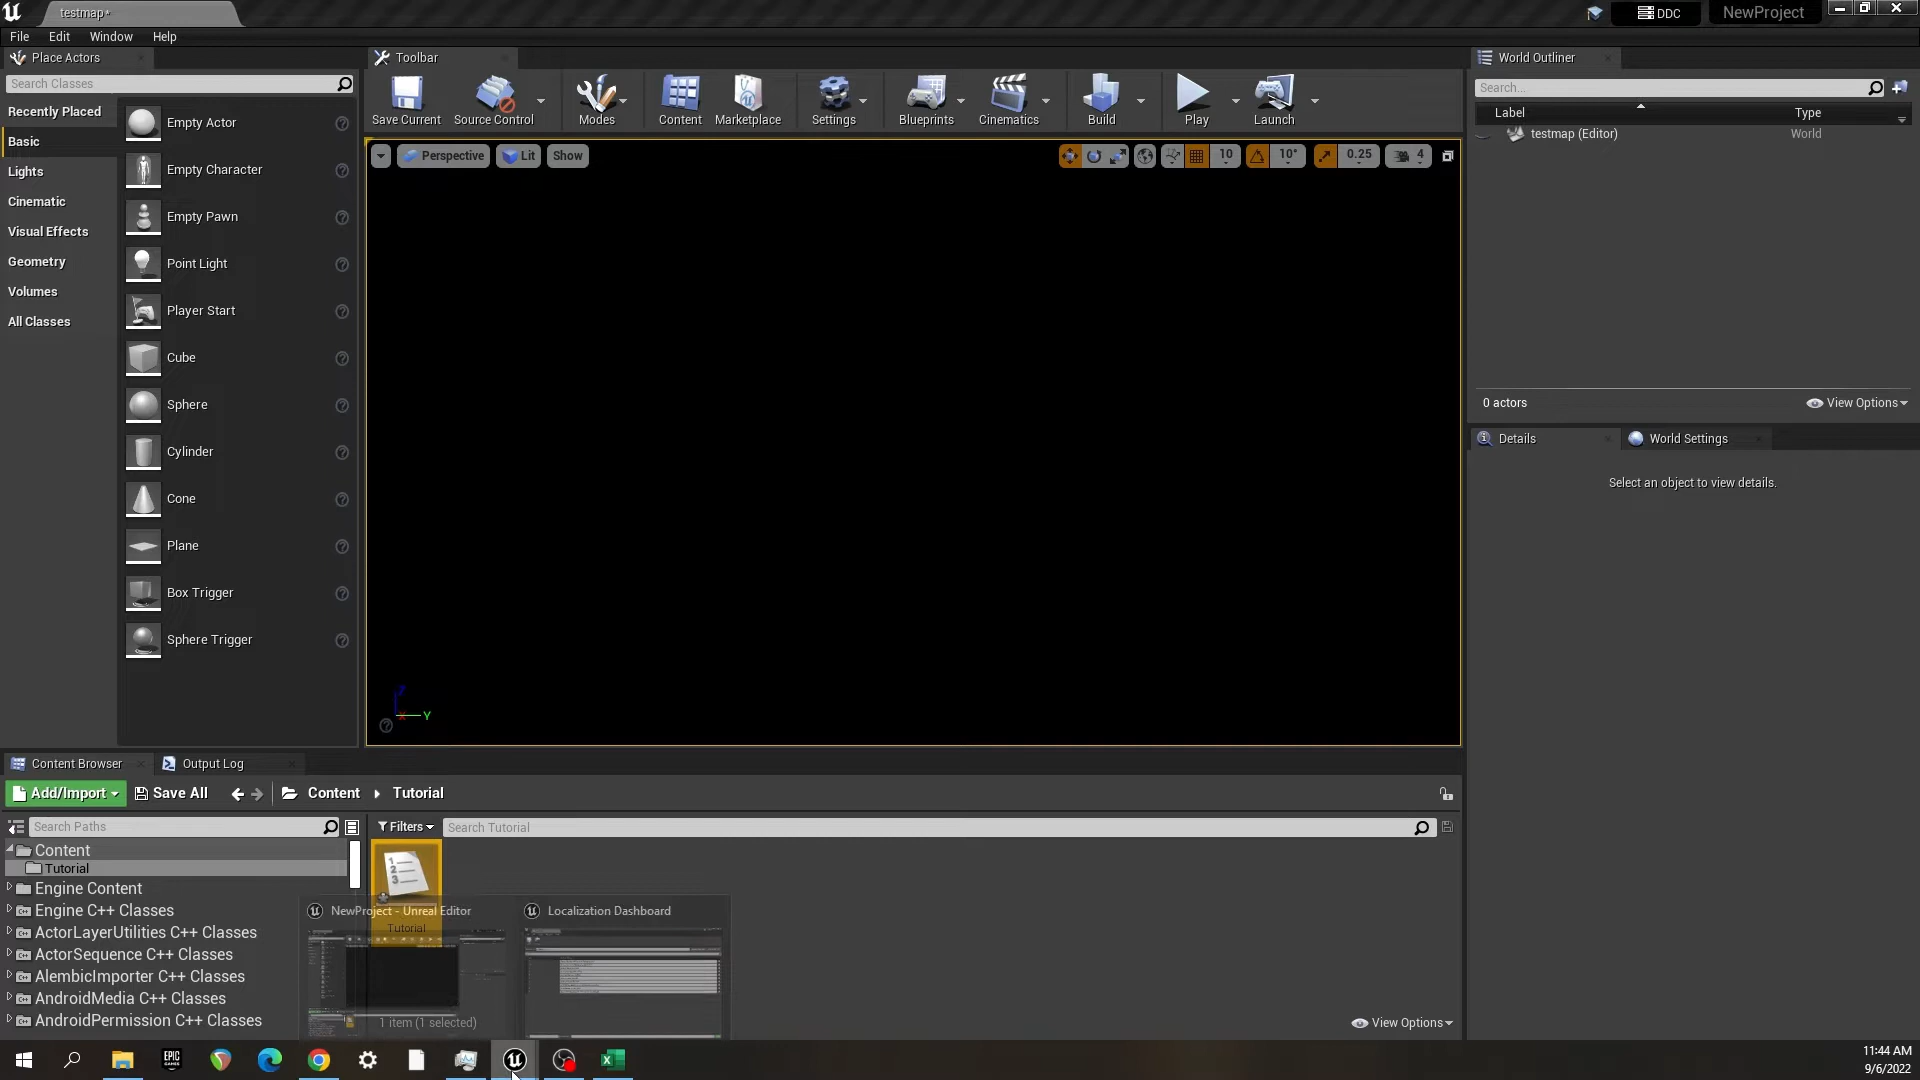 testmap*
DDC
NewProject
File
Edit
Window
Help
Place Actors
Search Classes
Recently Placed
Basic
Lights
Cinematic
Visual Effects
Geometry
Volumes
All Classes
Empty Actor
Empty Character
Empty Pawn
Point Light
Player Start
Cube
Sphere
Cylinder
Cone
Plane
Box Trigger
Sphere Trigger
Toolbar
Save Current
Source Control
Modes
Content
Marketplace
Settings
Blueprints
Cinematics
Build
Play
Launch
Perspective
Lit
Show
10
10°
0.25
4
Z
X
Y
World Outliner
Search...
Label
Type
testmap (Editor)
World
0 actors
View Options
Details
World Settings
Select an object to view details.
Content Browser
Output Log
Add/Import
Save All
Content
Tutorial
Search Paths
Filters
Search Tutorial
Content
Tutorial
Engine Content
Engine C++ Classes
ActorLayerUtilities C++ Classes
ActorSequence C++ Classes
AlembicImporter C++ Classes
AndroidMedia C++ Classes
AndroidPermission C++ Classes
1
2
3
NewProject - Unreal Editor
Tutorial
Localization Dashboard
1 item (1 selected)
View Options
EPIC
GAMES
11:44 AM
9/6/2022